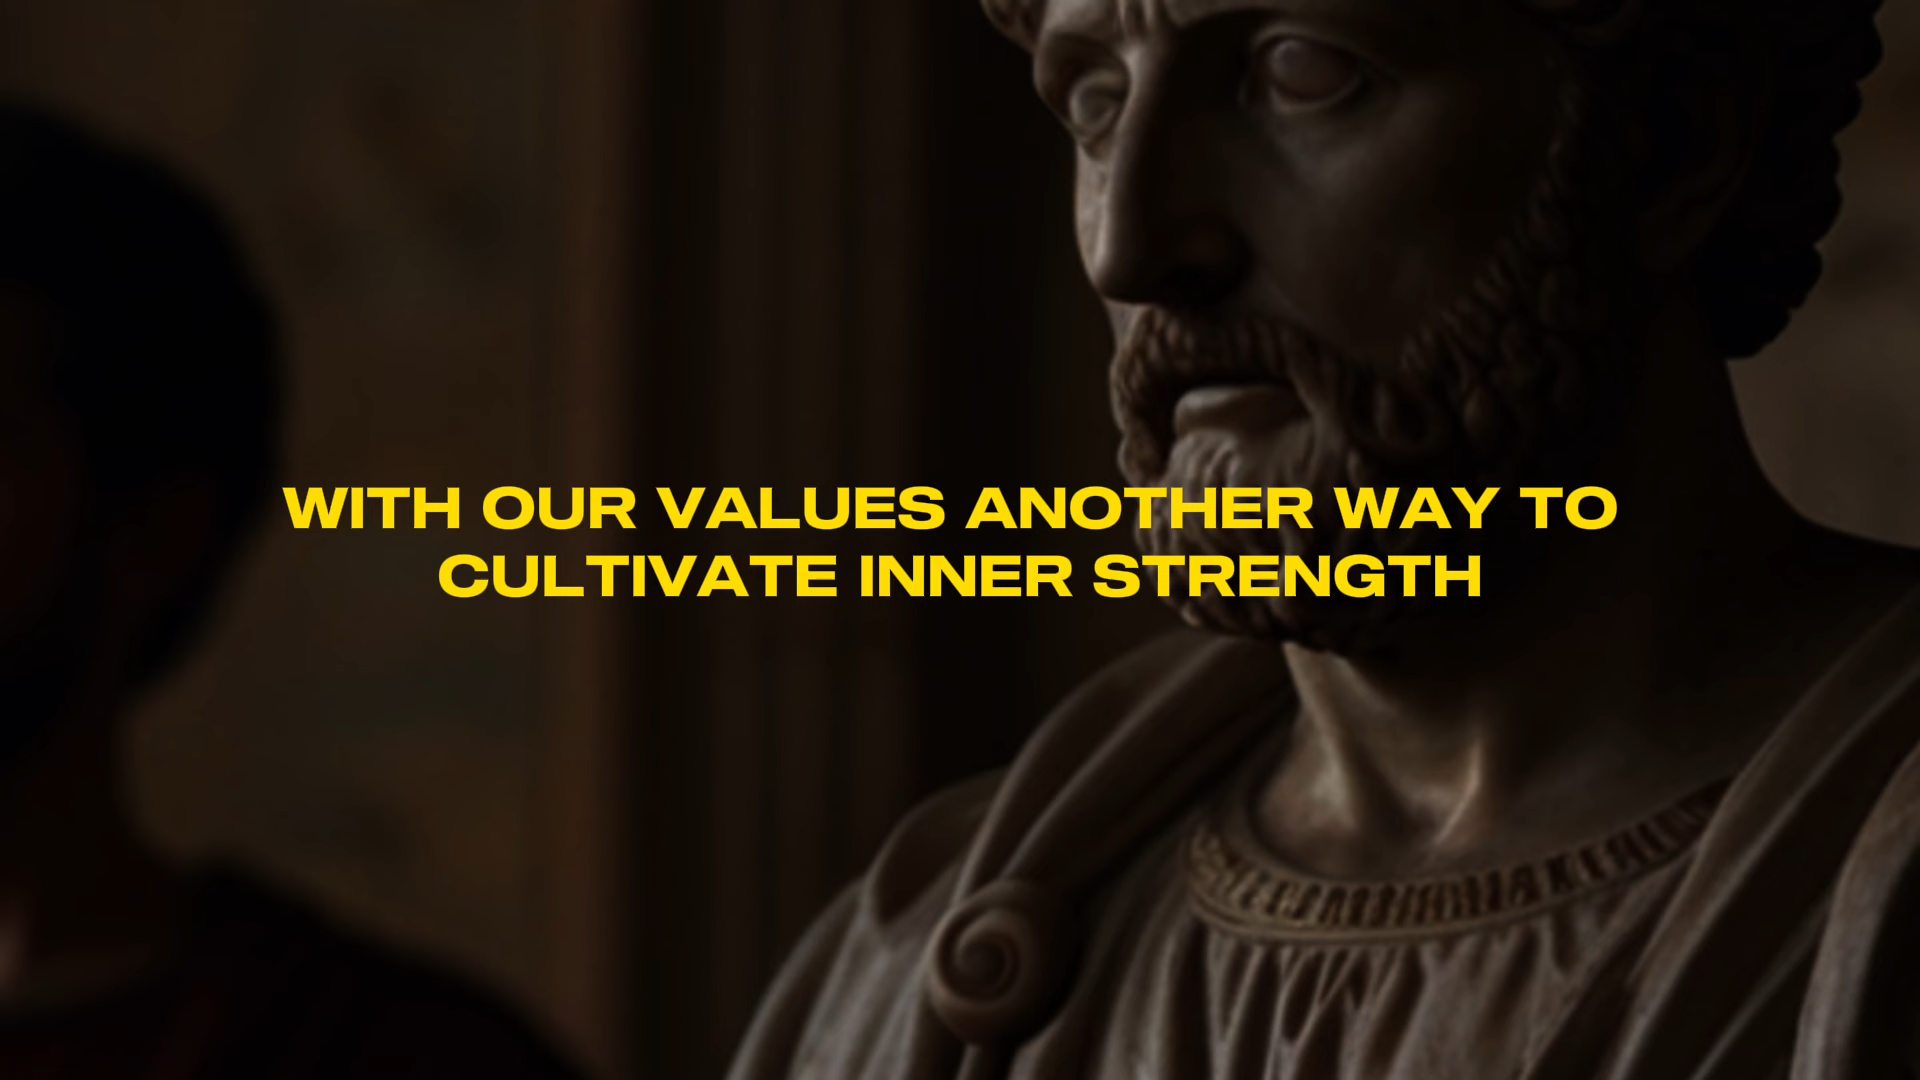 WITH OUR VALUES ANOTHER WAY TO
CULTIVATE INNER STRENGTH